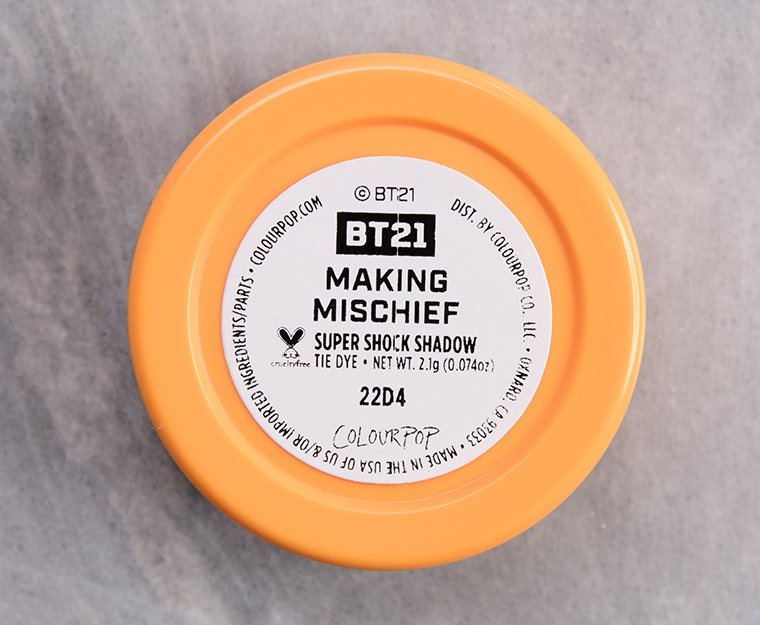 © BT21
BT21
MAKING
MISCHIEF
SUPER SHOCK SHADOW
crueltyfree
TIE DYE • NET WT. 2.1g (0.074oz)
22D4
COLOURPOP
DIST. BY COLOURPOP CO. LLC. • OXNARD, CA 93033 • MADE IN THE USA OF US &/OR IMPORTED INGREDIENTS/PARTS • COLOURPOP.COM